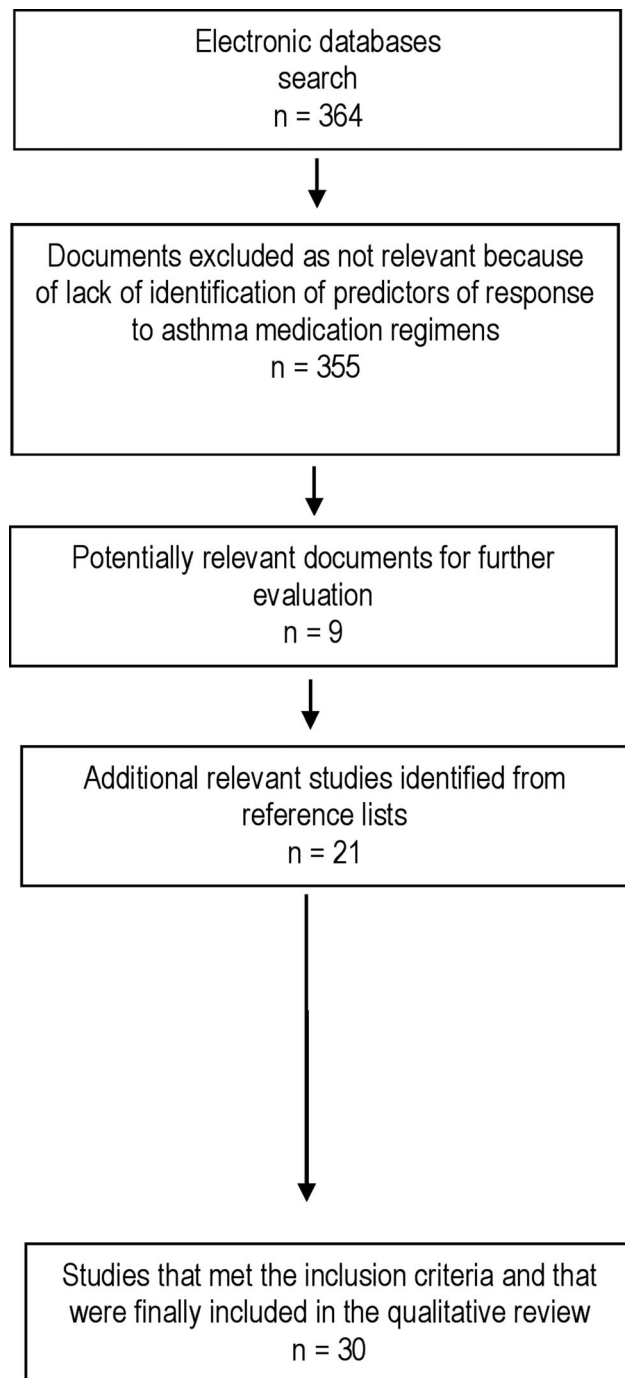 Electronic databases
search
n = 364
Documents excluded as not relevant because
of lack of identification of predictors of response
to asthma medication regimens
n = 355
Potentially relevant documents for further
evaluation
n = 9
Additional relevant studies identified from
reference lists
n = 21
Studies that met the inclusion criteria and that
were finally included in the qualitative review
n = 30